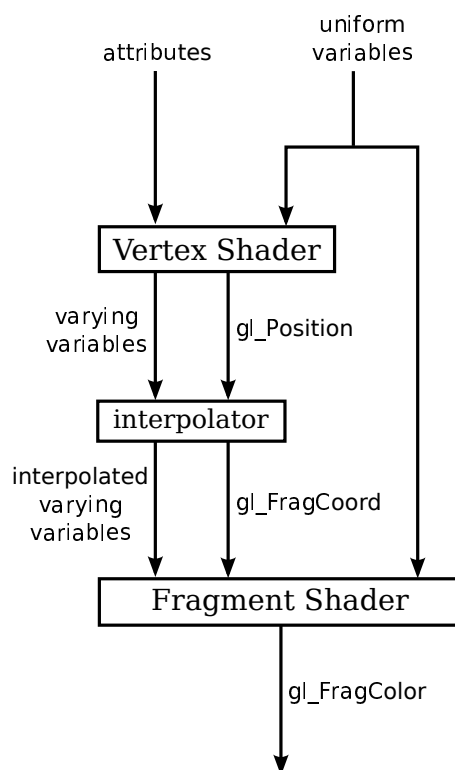 uniform
variables
attributes
Vertex Shader
varying
variables
gl_Position
interpolator
interpolated
varying
variables
gl_FragCoord
Fragment Shader
gl_FragColor